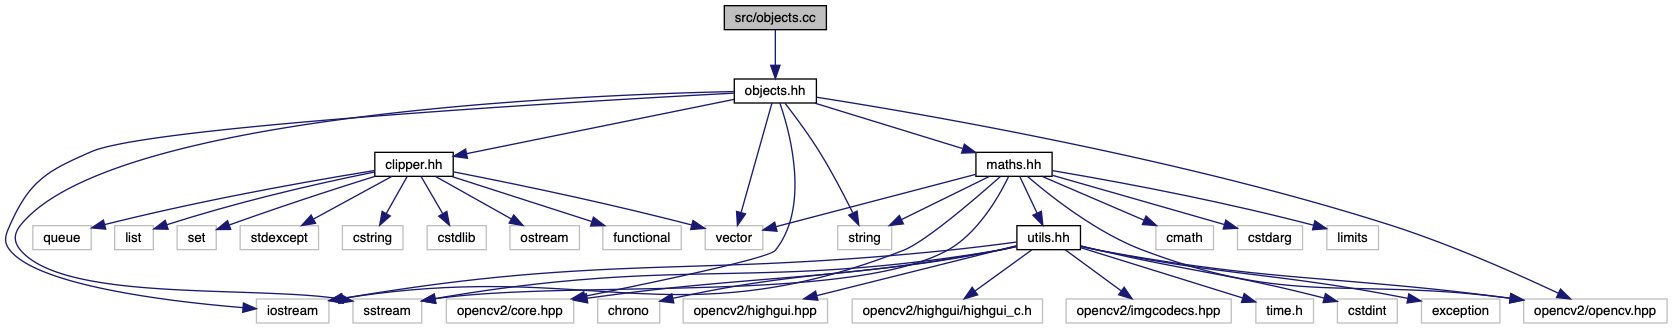 src/objects.cc
objects.hh
clipper.hh
maths.hh
queue
list
set
stdexcept
cstring
cstdlib
ostream
functional
vector
string
utils.hh
cmath
cstdarg
limits
iostream
sstream
opencv2/core.hpp
chrono
opencv2/highgui.hpp
opencv2/highgui/highgui_c.h
opencv2/imgcodecs.hpp
time.h
cstdint
exception
opencv2/opencv.hpp